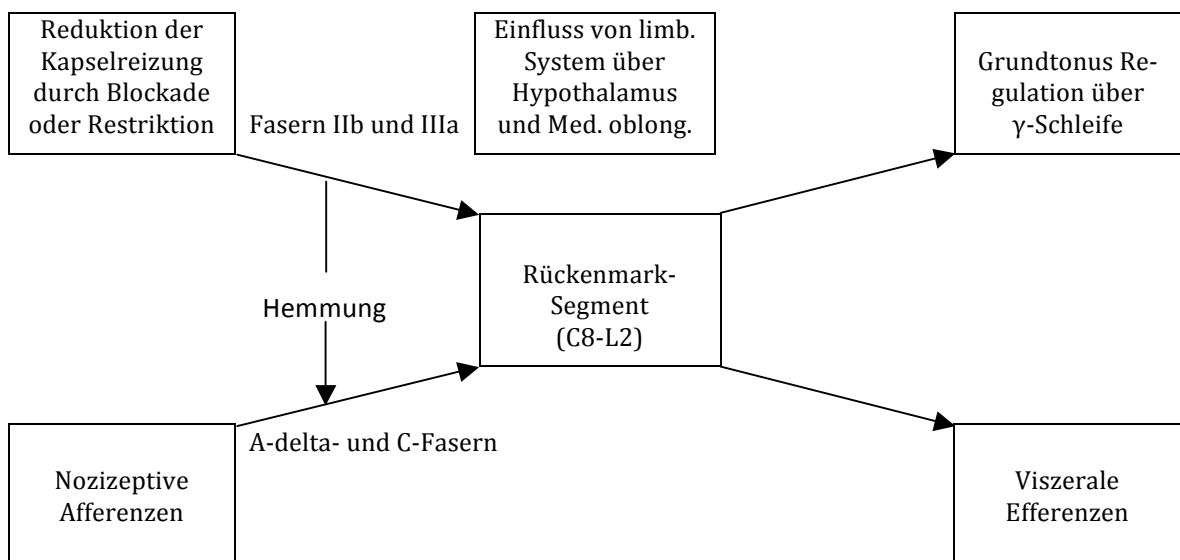 Reduktion der
Kapselreizung
durch Blockade
oder Restriktion
Fasern IIb und IIIa
Einfluss von limb.
System über
Hypothalamus
und Med. oblong.
Grundtonus Re-
gulation über
γ-Schleife
Hemmung
Rückenmark-
Segment
(C8-L2)
A-delta- und C-Fasern
Nozizeptive
Afferenzen
Viszerale
Efferenzen